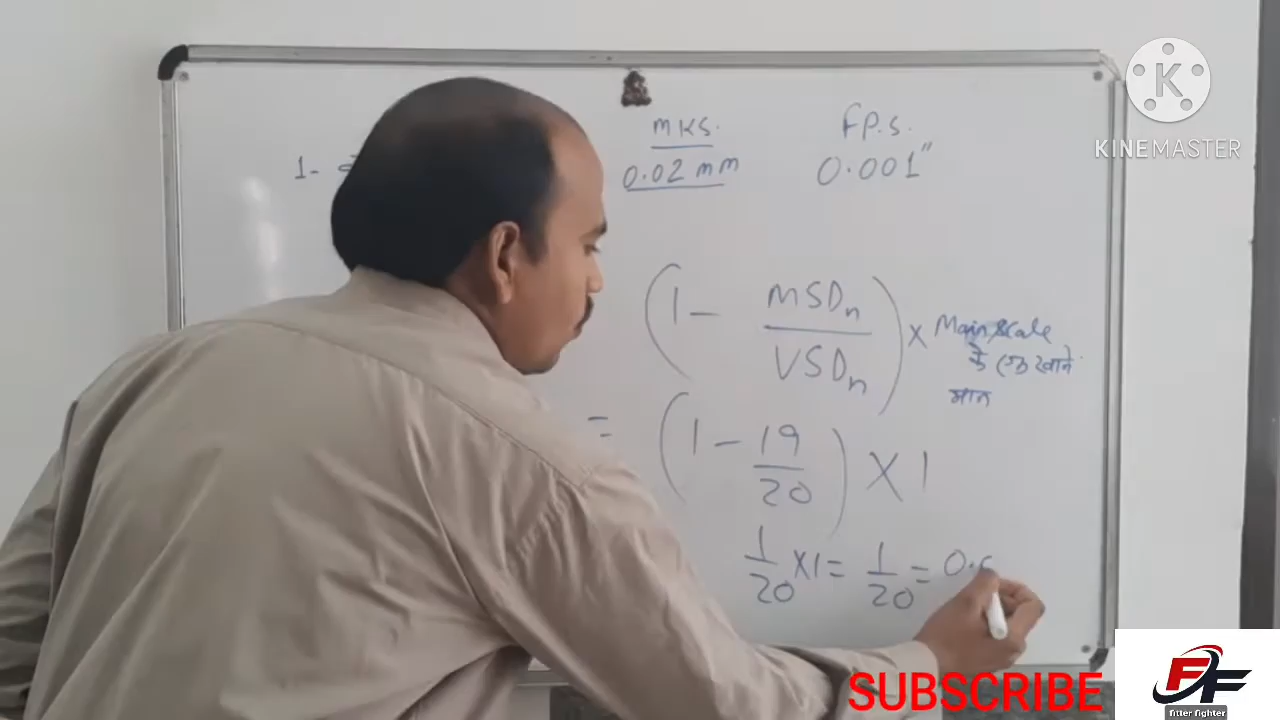 MKS.
F.P.S.
1-
0.02 mm
0.001"
(1 - MSDn / VSDn) × Main Scale
के एक खाने
मान
= (1 - 19/20) × 1
1/20 × 1 = 1/20 = 0.
KINEMASTER
SUBSCRIBE
fitter fighter